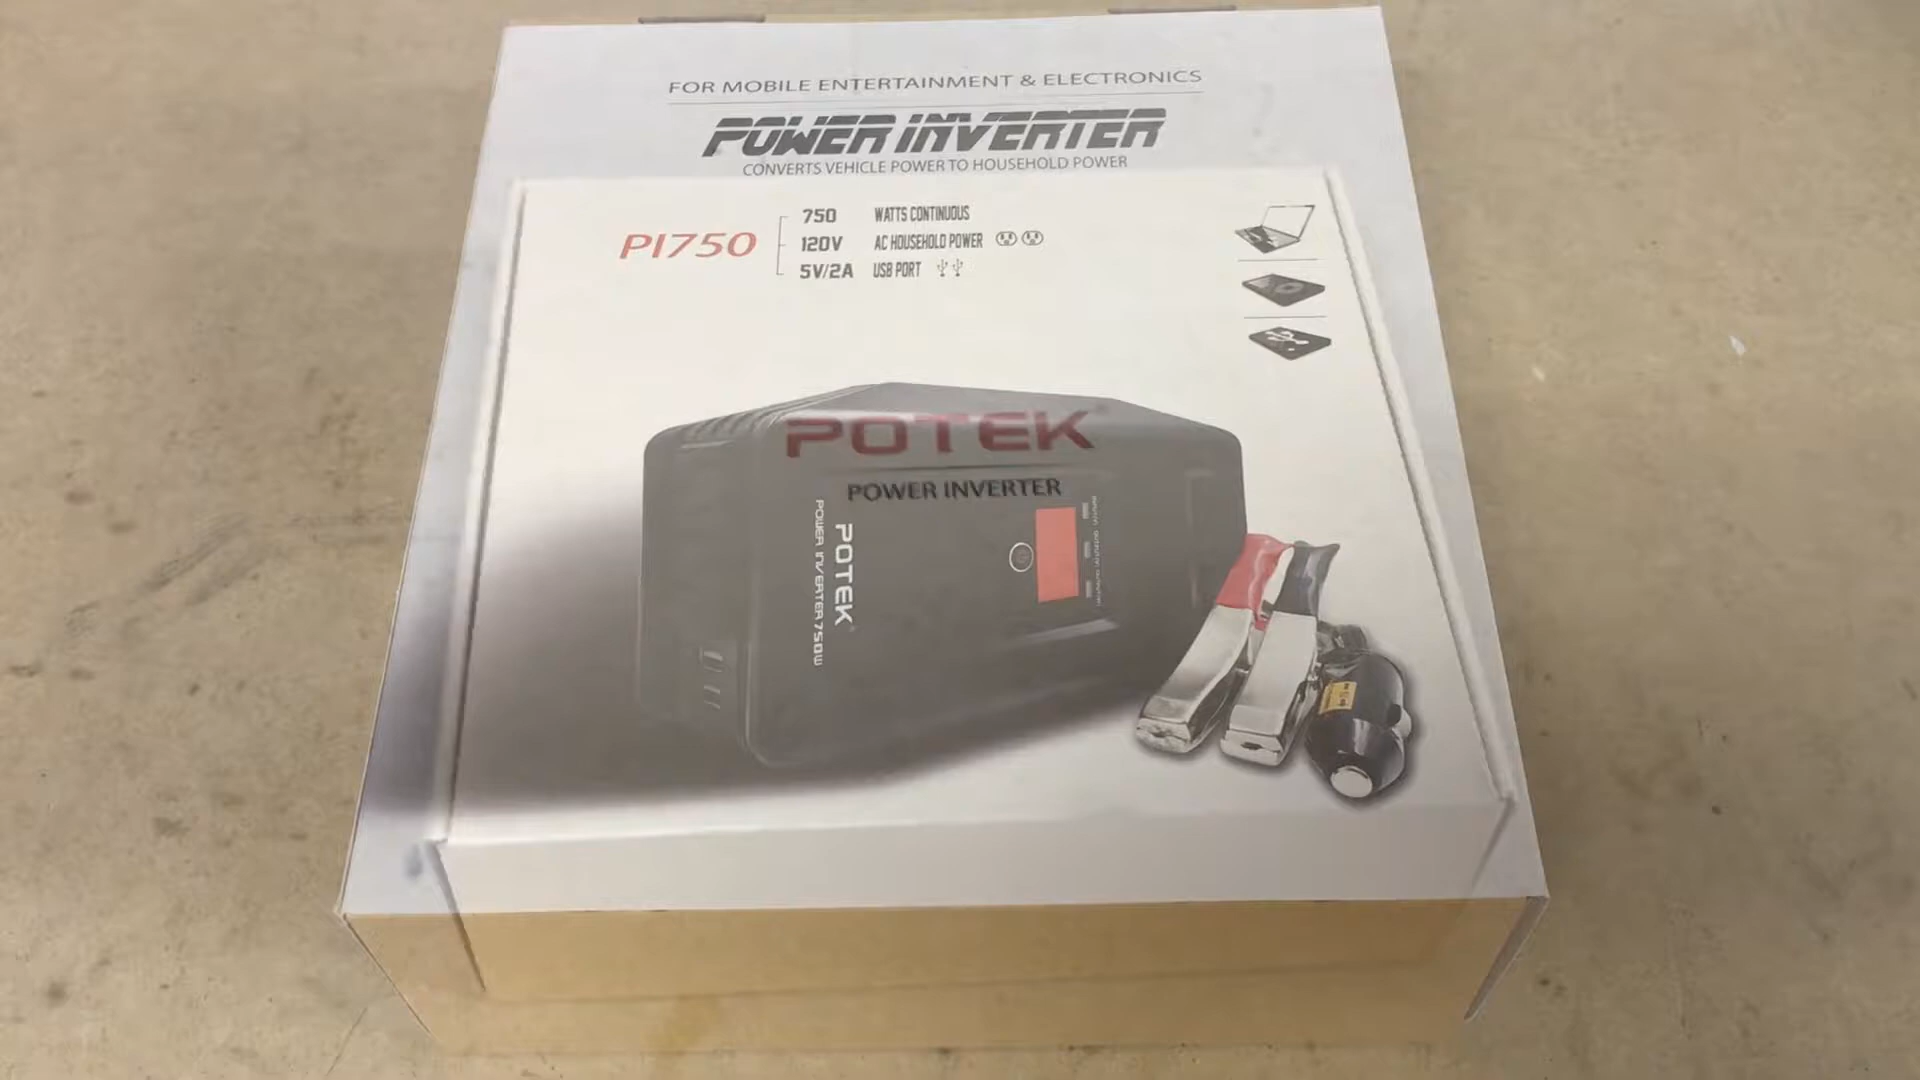 FOR MOBILE ENTERTAINMENT & ELECTRONICS
POWER INVERTER
CONVERTS VEHICLE POWER TO HOUSEHOLD POWER
PI750
750 WATTS CONTINUOUS
120V AC HOUSEHOLD POWER
5V/2A USB PORT
POTEK
POWER INVERTER
POTEK
POWER INVERTER 750W